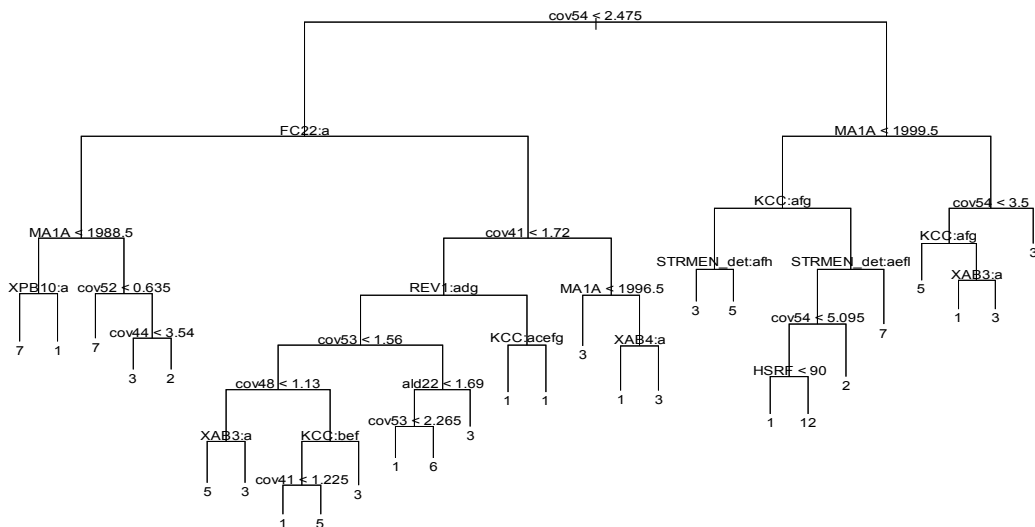 cov54 < 2.475
FC22:a
MA1A < 1999.5
KCC:afg
cov54 < 3.5
MA1A < 1988.5
cov41 < 1.72
KCC:afg
3
STRMEN_det:afh
STRMEN_det:aefl
XAB3:a
5
XPB10:a
cov52 < 0.635
REV1:adg
MA1A < 1996.5
3
5
cov54 < 5.095
7
1
3
7
1
7
cov44 < 3.54
cov53 < 1.56
KCC:acefg
3
XAB4:a
3
2
HSRF < 90
2
cov48 < 1.13
ald22 < 1.69
1
1
1
3
1
12
XAB3:a
KCC:bef
cov53 < 2.265
3
5
3
cov41 < 1.225
3
1
6
1
5